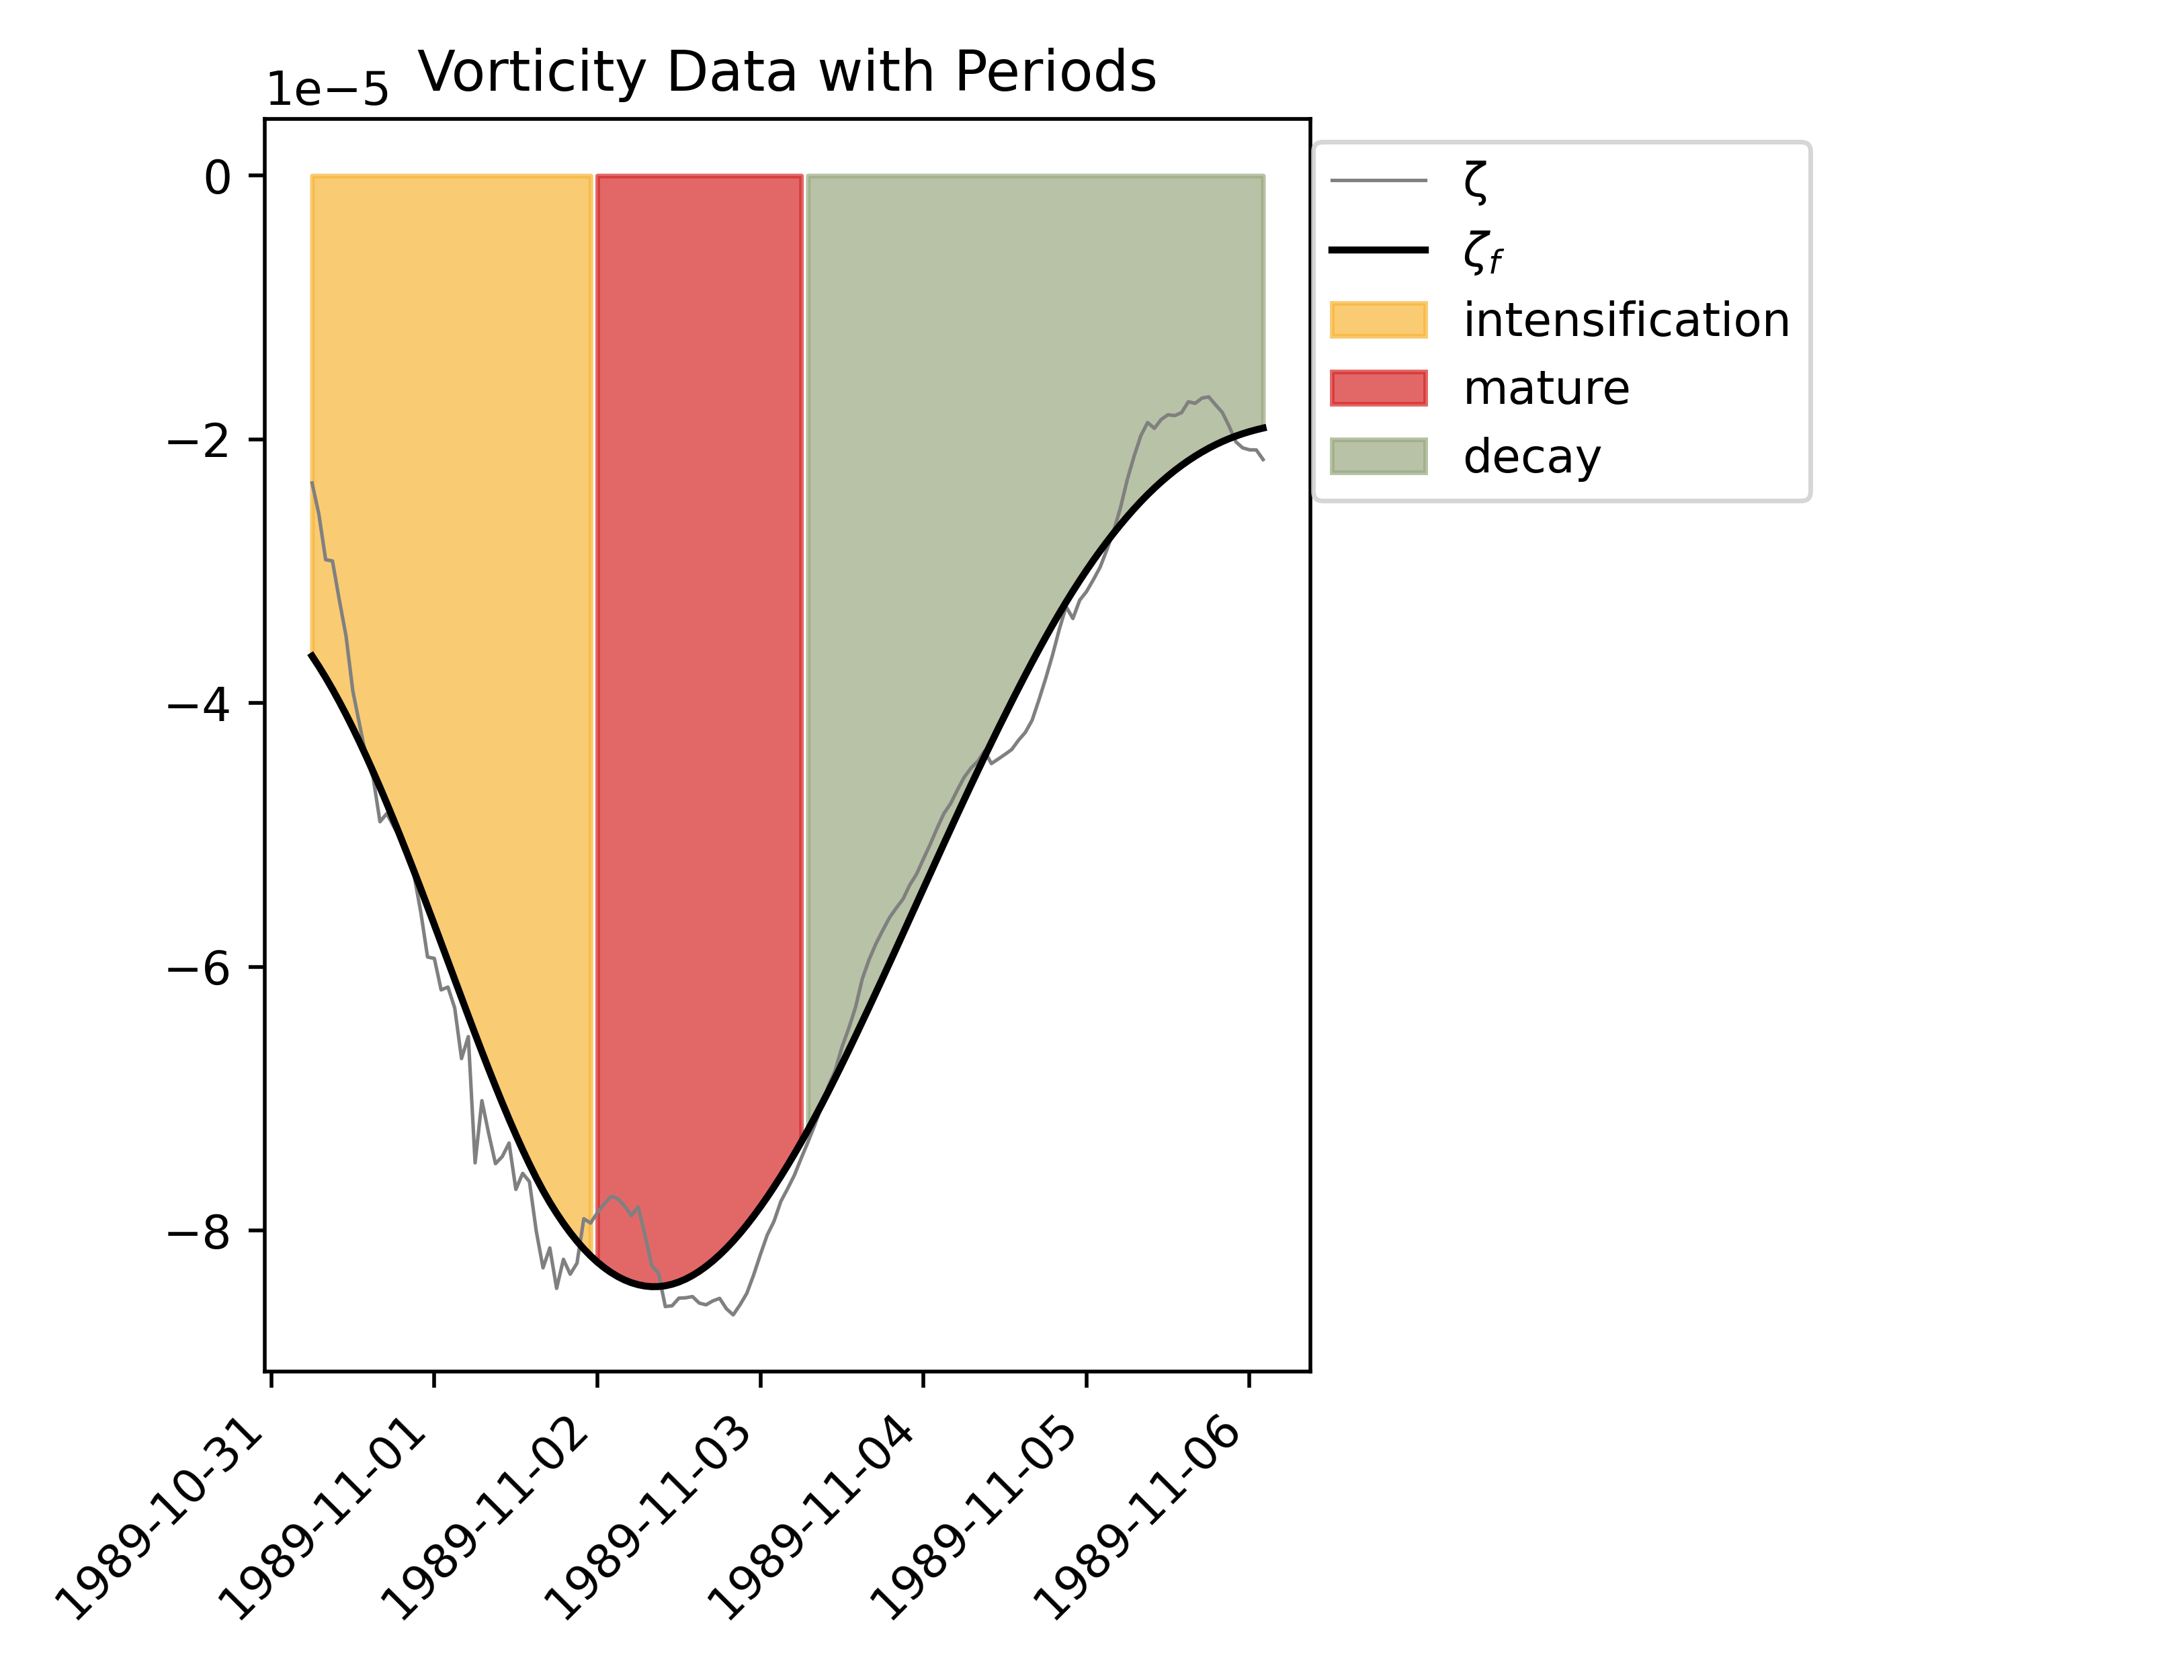 Vorticity Data with Periods
1e−5
0
−2
−4
−6
−8
1989-10-31
1989-11-01
1989-11-02
1989-11-03
1989-11-04
1989-11-05
1989-11-06
ζ
ζf
intensification
mature
decay